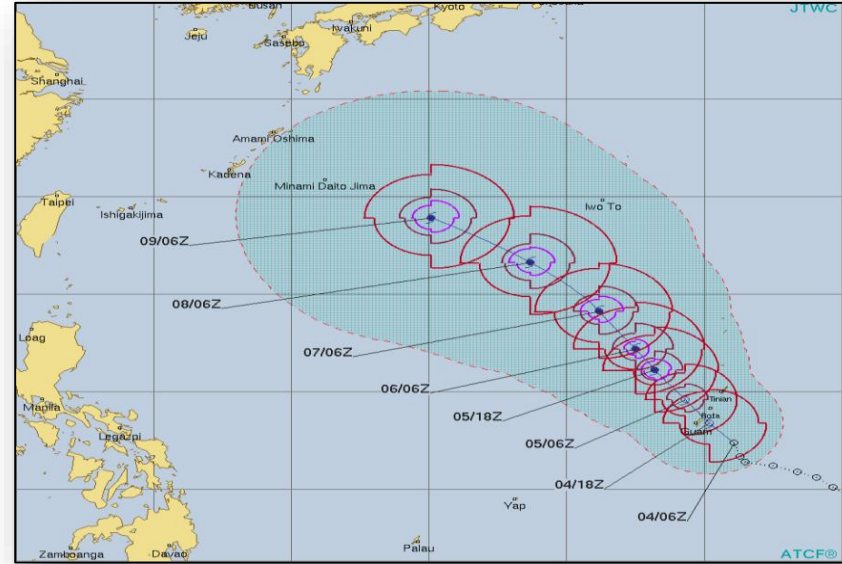 Busan
Kyoto
JTWC
Jeju
Iwakuni
Sasebo
Shanghai
Amami Oshima
Kadena
Minami Daito Jima
Taipei
Ishigakijima
Iwo To
09/06Z
08/06Z
Laoag
07/06Z
06/06Z
Manila
Tinian
05/18Z
Rota
Legazpi
Guam
05/06Z
04/18Z
04/06Z
Yap
Zamboanga
Davao
Palau
ATCF®